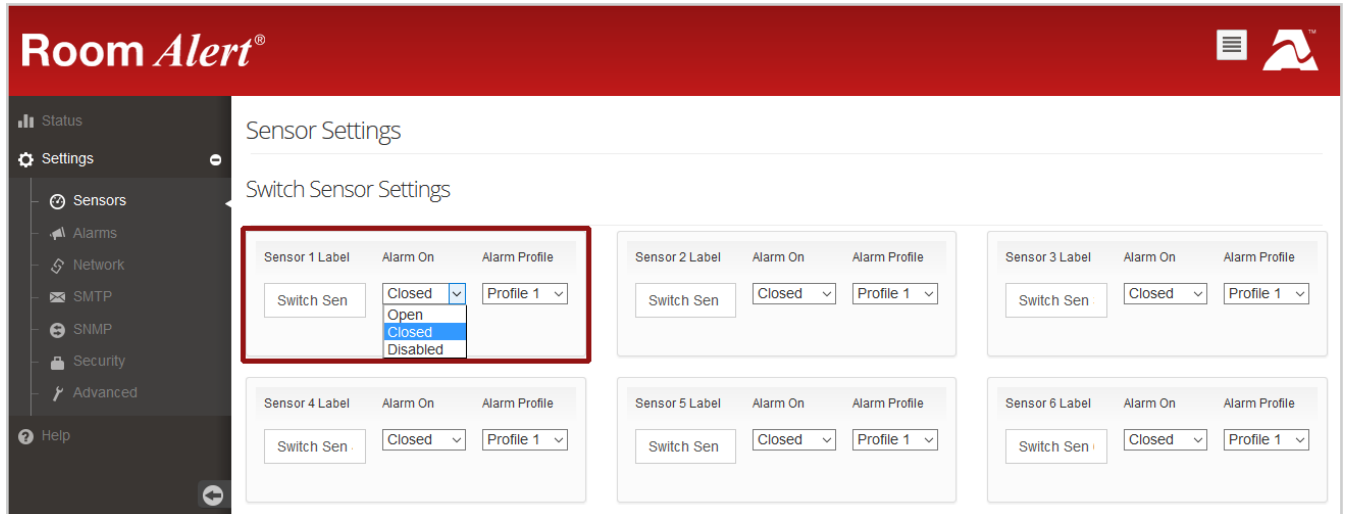 Room Alert®
TM
Status
Settings
Sensors
Alarms
Network
SMTP
SNMP
Security
Advanced
Help
Sensor Settings
Switch Sensor Settings
Sensor 1 Label Alarm On Alarm Profile
Switch Sen Closed Profile 1
Open
Closed
Disabled
Sensor 2 Label Alarm On Alarm Profile
Switch Sen Closed Profile 1
Sensor 3 Label Alarm On Alarm Profile
Switch Sen Closed Profile 1
Sensor 4 Label Alarm On Alarm Profile
Switch Sen Closed Profile 1
Sensor 5 Label Alarm On Alarm Profile
Switch Sen Closed Profile 1
Sensor 6 Label Alarm On Alarm Profile
Switch Sen Closed Profile 1